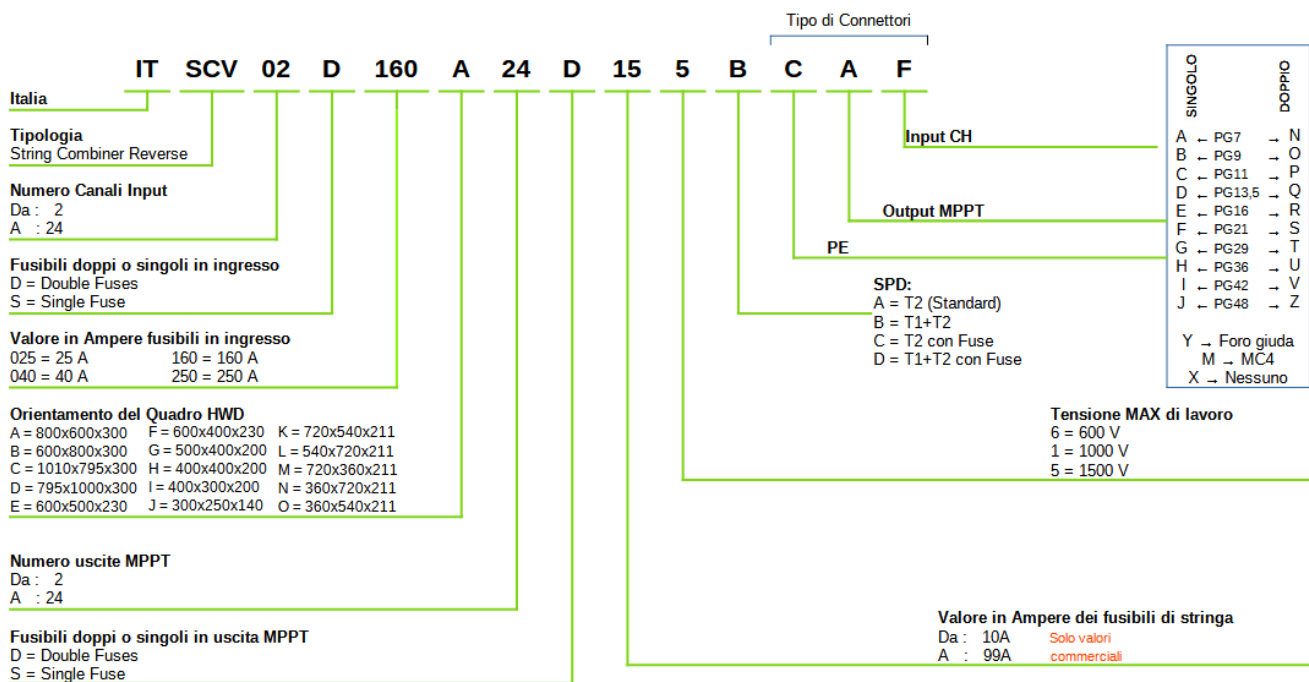 Tipo di Connettori
IT SCV 02 D 160 A 24 D 15 5 B C A F
Italia
Tipologia
String Combiner Reverse
Numero Canali Input
Da : 2
A : 24
Fusibili doppi o singoli in ingresso
D = Double Fuses
S = Single Fuse
Valore in Ampere fusibili in ingresso
025 = 25 A 160 = 160 A
040 = 40 A 250 = 250 A
Orientamento del Quadro HWD
A = 800x600x300 F = 600x400x230 K = 720x540x211
B = 600x800x300 G = 500x400x200 L = 540x720x211
C = 1010x795x300 H = 400x400x200 M = 720x360x211
D = 795x1000x300 I = 400x300x200 N = 360x720x211
E = 600x500x230 J = 300x250x140 O = 360x540x211
Numero uscite MPPT
Da : 2
A : 24
Fusibili doppi o singoli in uscita MPPT
D = Double Fuses
S = Single Fuse
Input CH
Output MPPT
PE
SPD:
A = T2 (Standard)
B = T1+T2
C = T2 con Fuse
D = T1+T2 con Fuse
SINGOLO DOPPIO
A ← PG7 → N
B ← PG9 → O
C ← PG11 → P
D ← PG13,5 → Q
E ← PG16 → R
F ← PG21 → S
G ← PG29 → T
H ← PG36 → U
I ← PG42 → V
J ← PG48 → Z
Y → Foro giuda
M → MC4
X → Nessuno
Tensione MAX di lavoro
6 = 600 V
1 = 1000 V
5 = 1500 V
Valore in Ampere dei fusibili di stringa
Da : 10A Solo valori
A : 99A commerciali